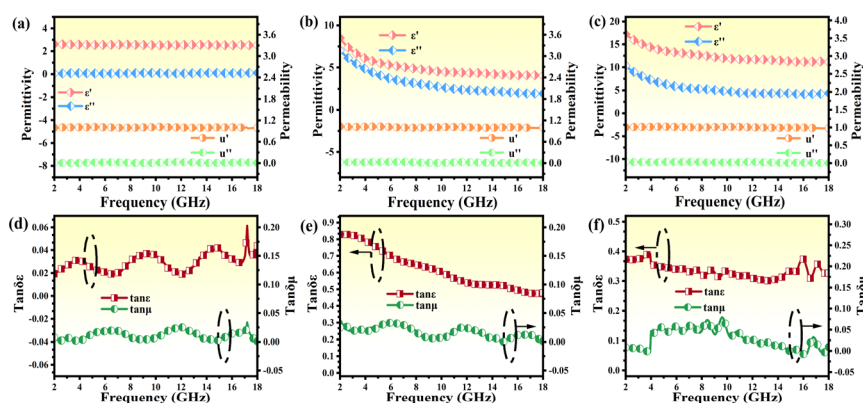 (a)
Permittivity
4
2
0
-2
-4
-6
-8
ε'
ε''
u'
u''
3.6
3.0
2.4
1.8
1.2
0.6
0.0
Permeability
2 4 6 8 10 12 14 16 18
Frequency (GHz)
(b)
Permittivity
10
5
0
-5
ε'
ε''
u'
u''
3.6
3.0
2.4
1.8
1.2
0.6
0.0
Permeability
2 4 6 8 10 12 14 16 18
Frequency (GHz)
(c)
Permittivity
20
15
10
5
0
-5
-10
ε'
ε''
u'
u''
4.0
3.5
3.0
2.5
2.0
1.5
1.0
0.5
0.0
Permeability
2 4 6 8 10 12 14 16 18
Frequency (GHz)
(d)
Tanδε
0.06
0.04
0.02
0.00
-0.02
-0.04
-0.06
tanε
tanμ
0.20
0.15
0.10
0.05
0.00
-0.05
Tanδμ
2 4 6 8 10 12 14 16 18
Frequency (GHz)
(e)
Tanδε
0.9
0.8
0.7
0.6
0.5
0.4
0.3
0.2
0.1
0.0
tanε
tanμ
0.20
0.15
0.10
0.05
0.00
-0.05
Tanδμ
2 4 6 8 10 12 14 16 18
Frequency (GHz)
(f)
Tanδε
0.5
0.4
0.3
0.2
0.1
0.0
tanε
tanμ
0.30
0.25
0.20
0.15
0.10
0.05
0.00
-0.05
Tanδμ
2 4 6 8 10 12 14 16 18
Frequency (GHz)